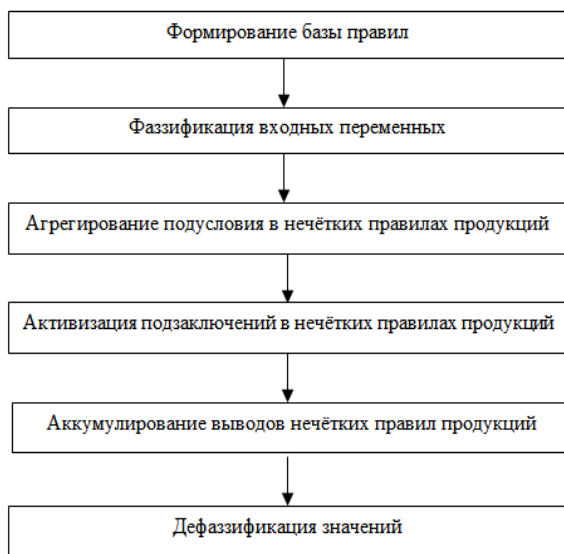 Формирование базы правил
Фаззификация входных переменных
Агрегирование подусловия в нечётких правилах продукций
Активизация подзаключений в нечётких правилах продукций
Аккумулирование выводов нечётких правил продукций
Дефаззификация значений